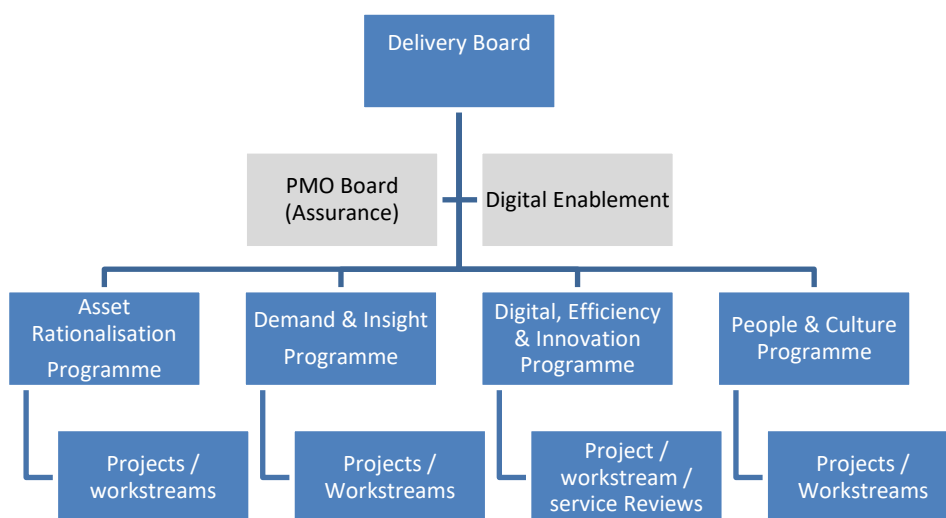 Delivery Board
PMO Board
(Assurance)
Digital Enablement
Asset
Rationalisation
Programme
Demand & Insight
Programme
Digital, Efficiency
& Innovation
Programme
People & Culture
Programme
Projects /
workstreams
Projects /
Workstreams
Project /
workstream /
service Reviews
Projects /
Workstreams